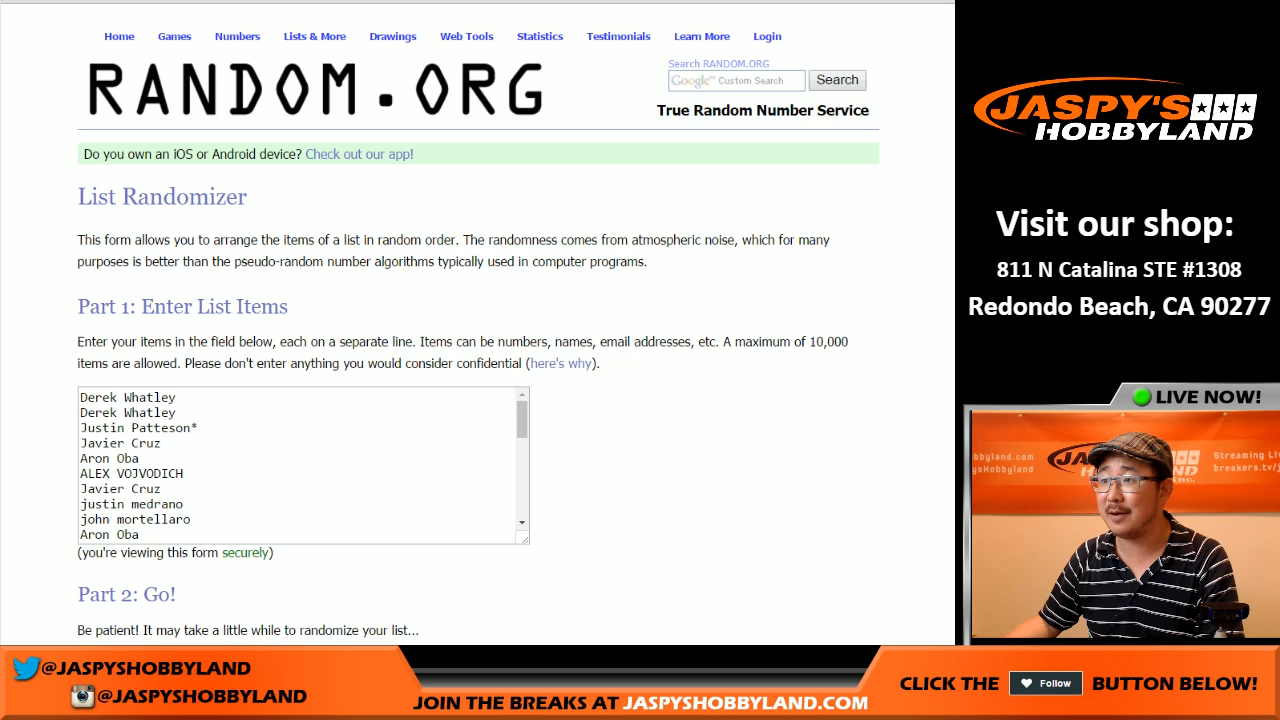 Home Games Numbers Lists & More Drawings Web Tools Statistics Testimonials Learn More Login
RANDOM.ORG
Search RANDOM.ORG
Google™ Custom Search Search
True Random Number Service
Do you own an iOS or Android device? Check out our app!
List Randomizer
This form allows you to arrange the items of a list in random order. The randomness comes from atmospheric noise, which for many
purposes is better than the pseudo-random number algorithms typically used in computer programs.
Part 1: Enter List Items
Enter your items in the field below, each on a separate line. Items can be numbers, names, email addresses, etc. A maximum of 10,000
items are allowed. Please don't enter anything you would consider confidential (here's why).
Derek Whatley
Derek Whatley
Justin Patteson*
Javier Cruz
Aron Oba
ALEX VOJVODICH
Javier Cruz
justin medrano
john mortellaro
Aron Oba
(you're viewing this form securely)
Part 2: Go!
Be patient! It may take a little while to randomize your list...
JASPY'S
HOBBYLAND
Visit our shop:
811 N Catalina STE #1308
Redondo Beach, CA 90277
LIVE NOW!
@JASPYSHOBBYLAND
@JASPYSHOBBYLAND
JOIN THE BREAKS AT JASPYSHOBBYLAND.COM
CLICK THE Follow BUTTON BELOW!